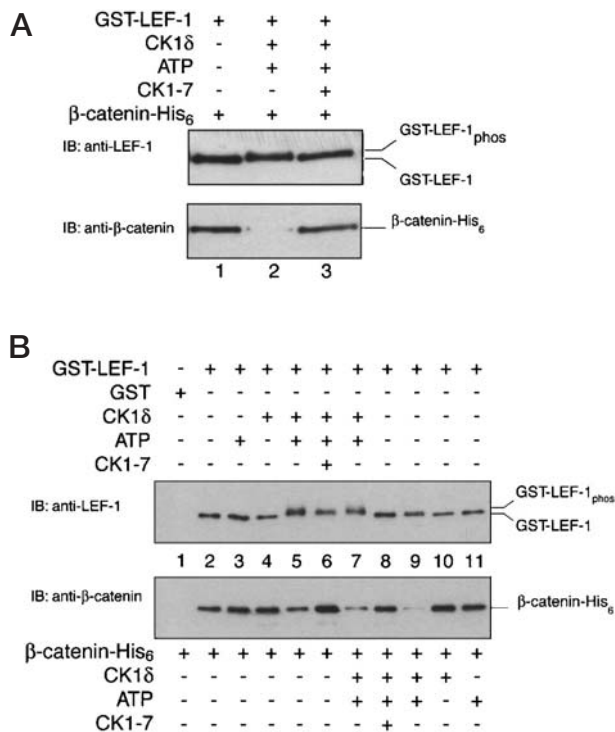 A
GST-LEF-1 + + +
CK1δ - + +
ATP - + +
CK1-7 - - +
β-catenin-His₆ + + +
IB: anti-LEF-1
GST-LEF-1phos
GST-LEF-1
IB: anti-β-catenin
β-catenin-His₆
1 2 3
B
GST-LEF-1 - + + + + + + + + + +
GST + - - - - - - - - - -
CK1δ - - - + + + + - - - -
ATP - - + - + + + - - - -
CK1-7 - - - - - + - - - - -
IB: anti-LEF-1
GST-LEF-1phos
GST-LEF-1
1 2 3 4 5 6 7 8 9 10 11
IB: anti-β-catenin
β-catenin-His₆
β-catenin-His₆ + + + + + + + + + + +
CK1δ - - - - - - + + + + -
ATP - - - - - - + + + - +
CK1-7 - - - - - - - + - - -